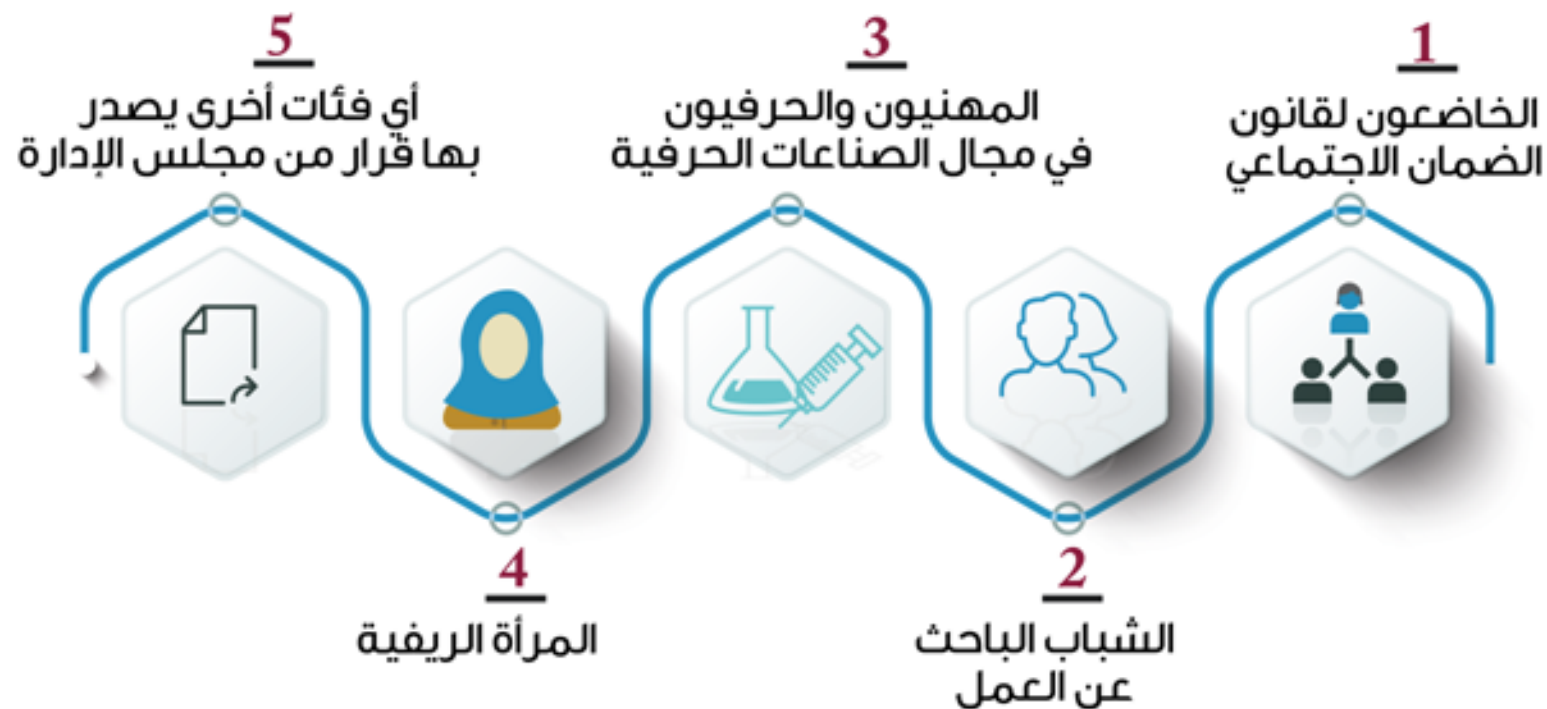 1
الخاضعون لقانون
الضمان الاجتماعي
2
الشباب الباحث
عن العمل
3
المهنيون والحرفيون
في مجال الصناعات الحرفية
4
المرأة الريفية
5
أي فئات أخرى يصدر
بها قرار من مجلس الإدارة